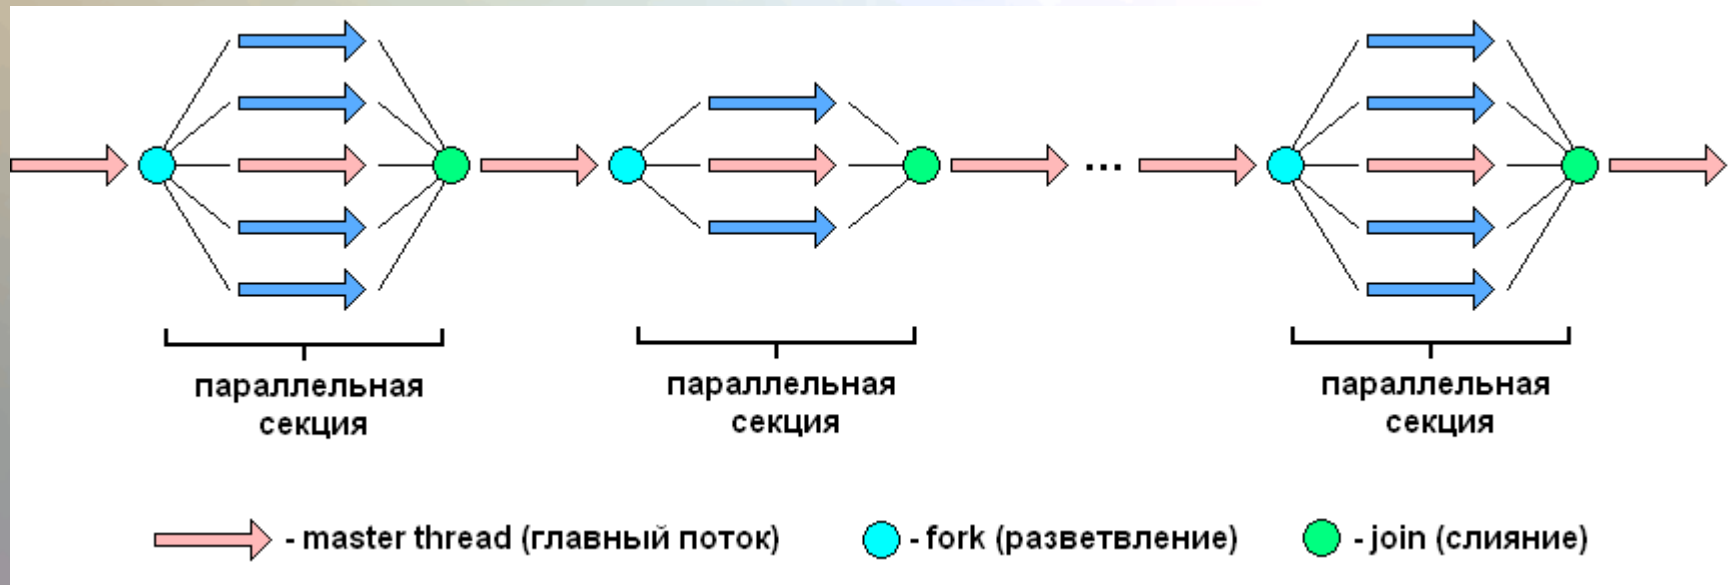 ...
параллельная
секция
параллельная
секция
параллельная
секция
- master thread (главный поток)
- fork (разветвление)
- join (слияние)